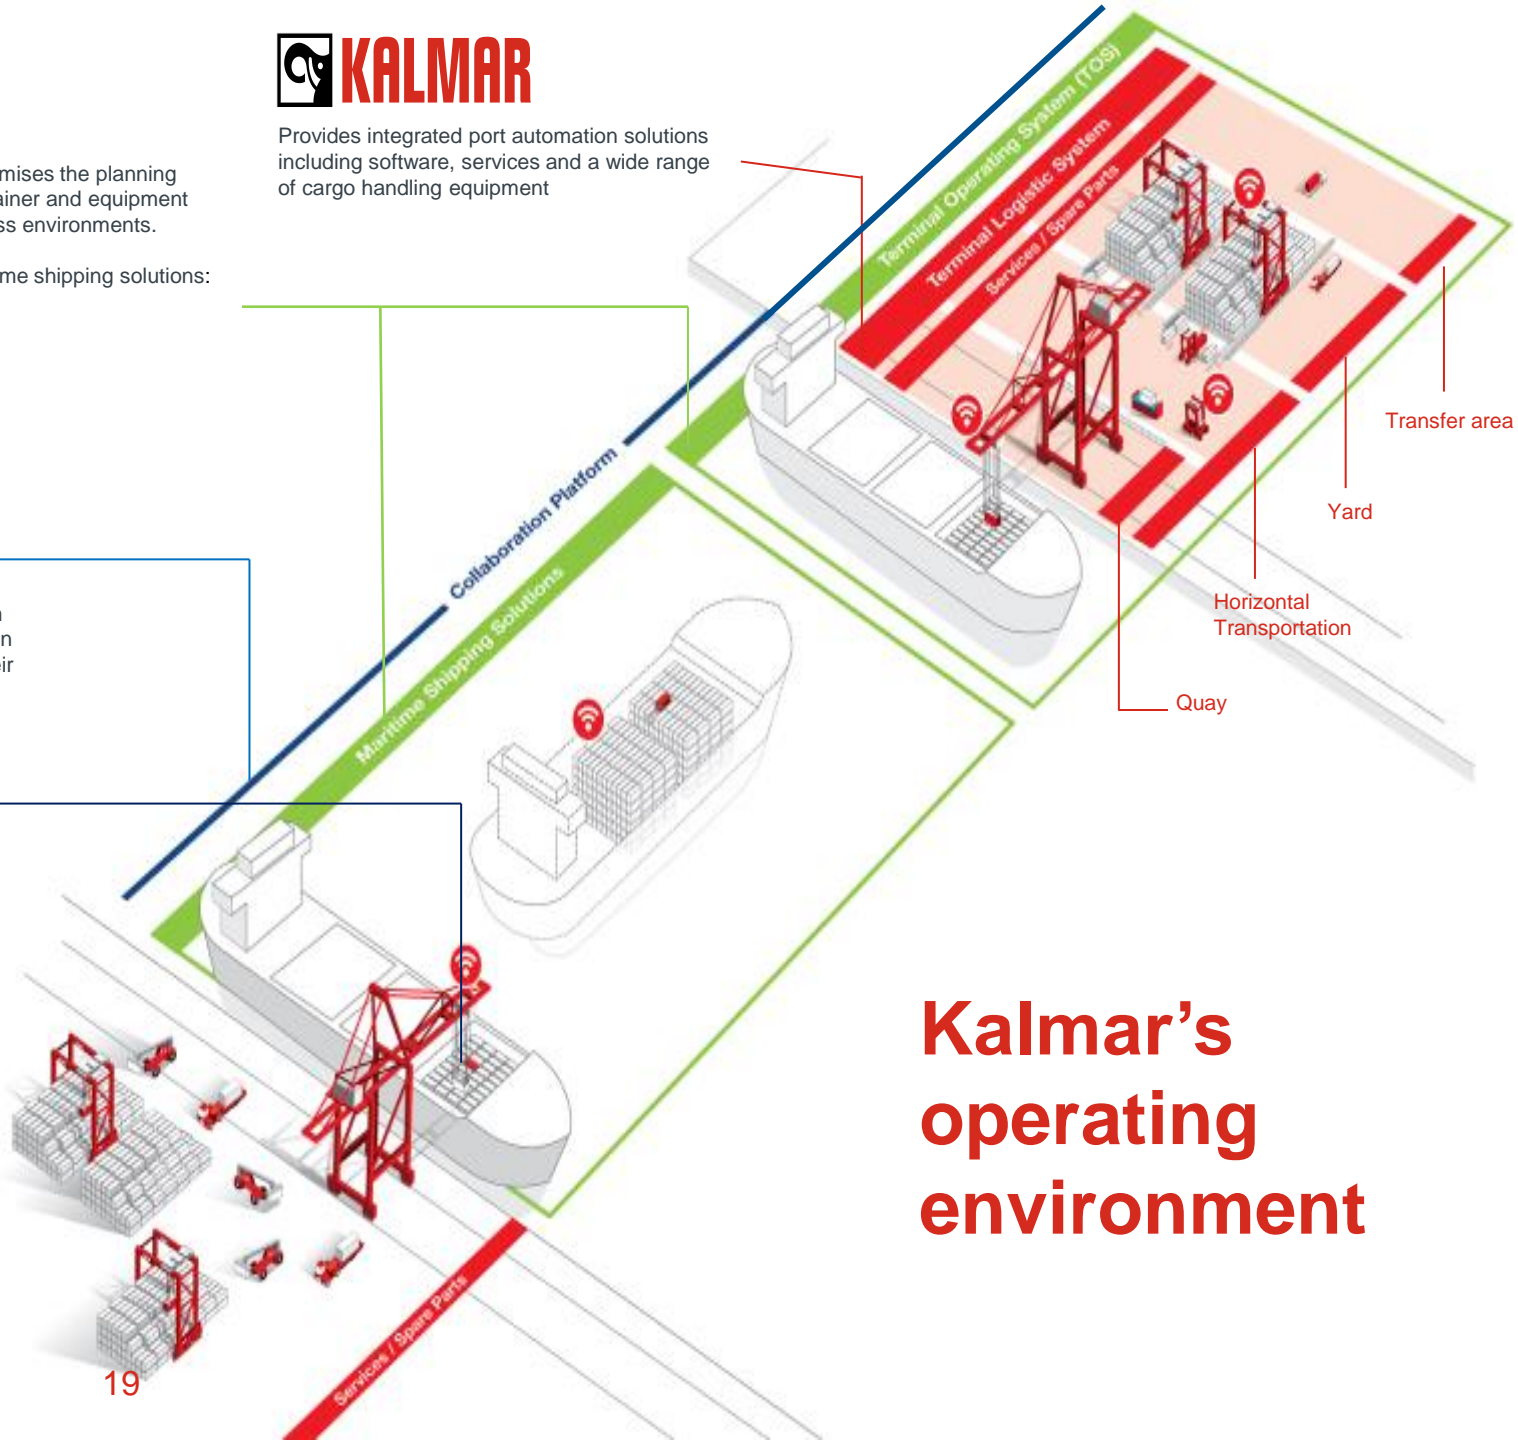 KALMAR
Provides integrated port automation solutions
including software, services and a wide range
of cargo handling equipment
mises the planning
ainer and equipment
ss environments.
me shipping solutions:
n
eir
Terminal Operating System (TOS)
Terminal Logistic System
Services / Spare Parts
Collaboration Platform
Maritime Shipping Solutions
Transfer area
Yard
Horizontal
Transportation
Quay
Kalmar’s
operating
environment
Services / Spare Parts
19